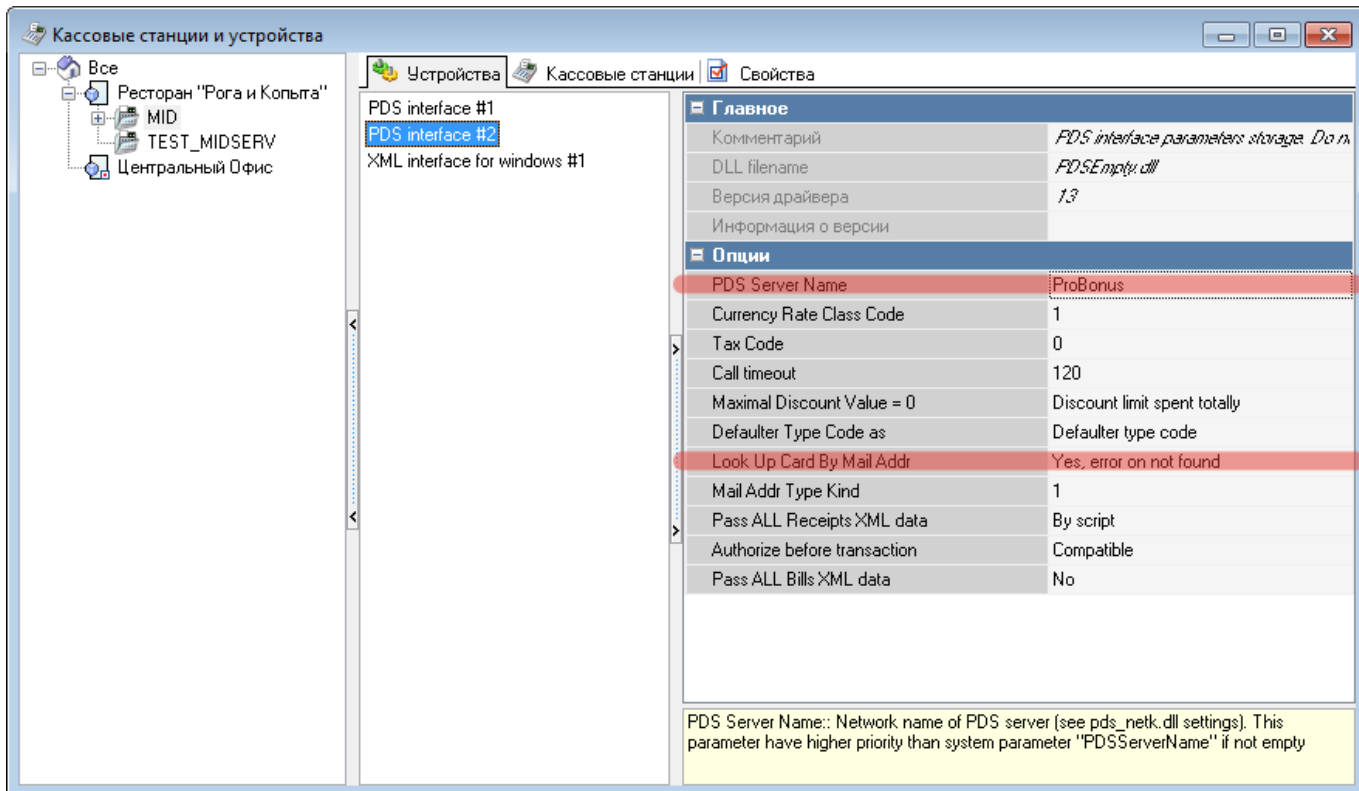 Кассовые станции и устройства
Все
Ресторан "Рога и Копыта"
MID
TEST_MIDSERV
Центральный Офис
Устройства Кассовые станции Свойства
PDS interface #1
PDS interface #2
XML interface for windows #1
Главное
Комментарий PDS interface parameters storage. Do n
DLL filename PDSEmpty.dll
Версия драйвера 13
Информация о версии
Опции
PDS Server Name ProBonus
Currency Rate Class Code 1
Tax Code 0
Call timeout 120
Maximal Discount Value = 0 Discount limit spent totally
Defaulter Type Code as Defaulter type code
Look Up Card By Mail Addr Yes, error on not found
Mail Addr Type Kind 1
Pass ALL Receipts XML data By script
Authorize before transaction Compatible
Pass ALL Bills XML data No
PDS Server Name:: Network name of PDS server (see pds_netk.dll settings). This
parameter have higher priority than system parameter "PDSServerName" if not empty